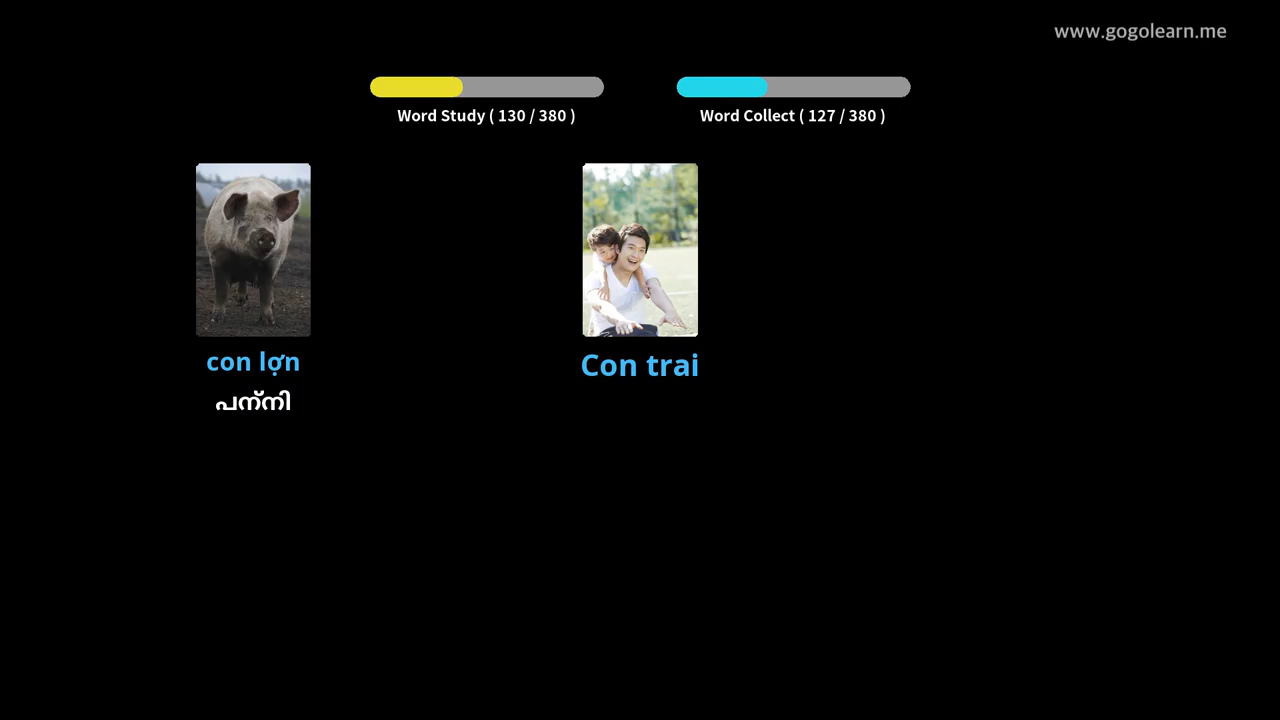 www.gogolearn.me
Word Study ( 130 / 380 )
Word Collect ( 127 / 380 )
con lợn
പന്നി
Con trai